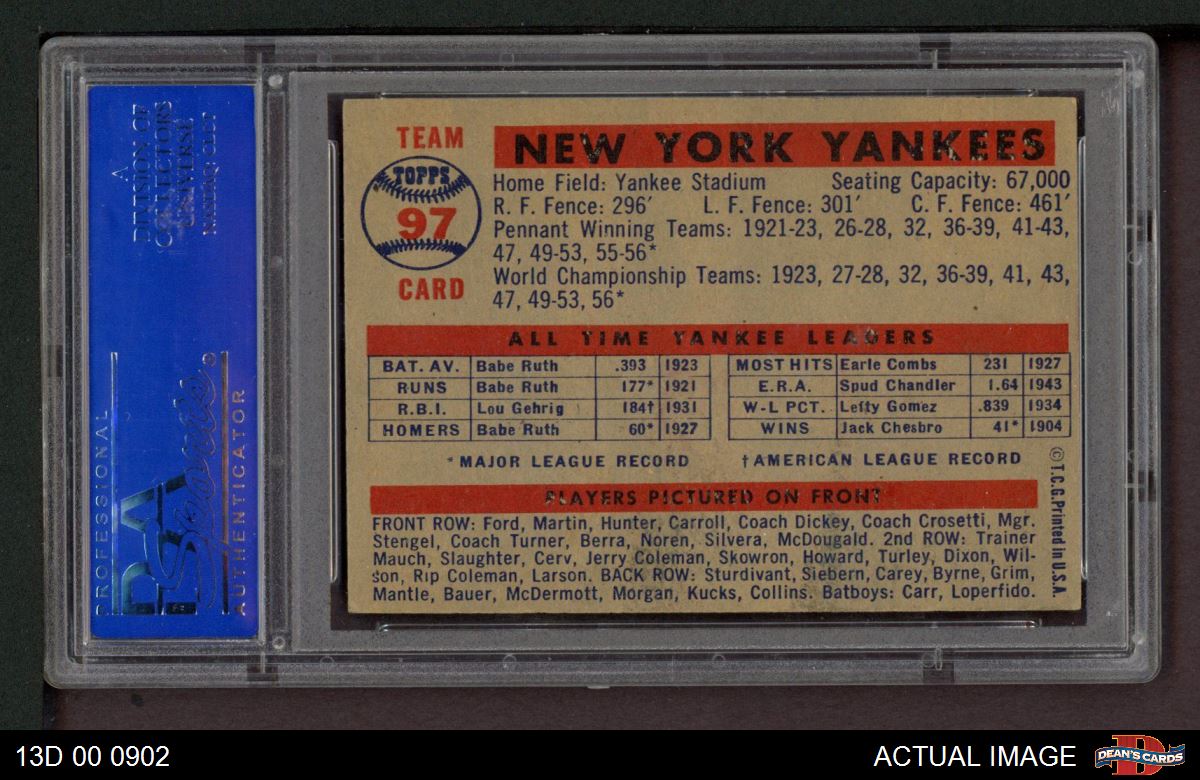 A
DIVISION OF
COLLECTORS
UNIVERSE
NASDAQ: CLCT
PROFESSIONAL
PSA
Sports
AUTHENTICATOR
TEAM
TOPPS
97
CARD
NEW YORK YANKEES
Home Field: Yankee Stadium Seating Capacity: 67,000
R. F. Fence: 296′ L. F. Fence: 301′ C. F. Fence: 461′
Pennant Winning Teams: 1921-23, 26-28, 32, 36-39, 41-43,
47, 49-53, 55-56*
World Championship Teams: 1923, 27-28, 32, 36-39, 41, 43,
47, 49-53, 56*
ALL TIME YANKEE LEADERS
BAT. AV. Babe Ruth .393 1923 MOST HITS Earle Combs 231 1927
RUNS Babe Ruth 177* 1921 E.R.A. Spud Chandler 1.64 1943
R.B.I. Lou Gehrig 184† 1931 W-L PCT. Lefty Gomez .839 1934
HOMERS Babe Ruth 60* 1927 WINS Jack Chesbro 41* 1904
*MAJOR LEAGUE RECORD †AMERICAN LEAGUE RECORD
PLAYERS PICTURED ON FRONT
FRONT ROW: Ford, Martin, Hunter, Carroll, Coach Dickey, Coach Crosetti, Mgr.
Stengel, Coach Turner, Berra, Noren, Silvera, McDougald. 2nd ROW: Trainer
Mauch, Slaughter, Cerv, Jerry Coleman, Skowron, Howard, Turley, Dixon, Wil-
son, Rip Coleman, Larson. BACK ROW: Sturdivant, Siebern, Carey, Byrne, Grim,
Mantle, Bauer, McDermott, Morgan, Kucks, Collins. Batboys: Carr, Loperfido.
© T.C.G. Printed in U.S.A.
13D 00 0902
ACTUAL IMAGE
DEAN'S CARDS